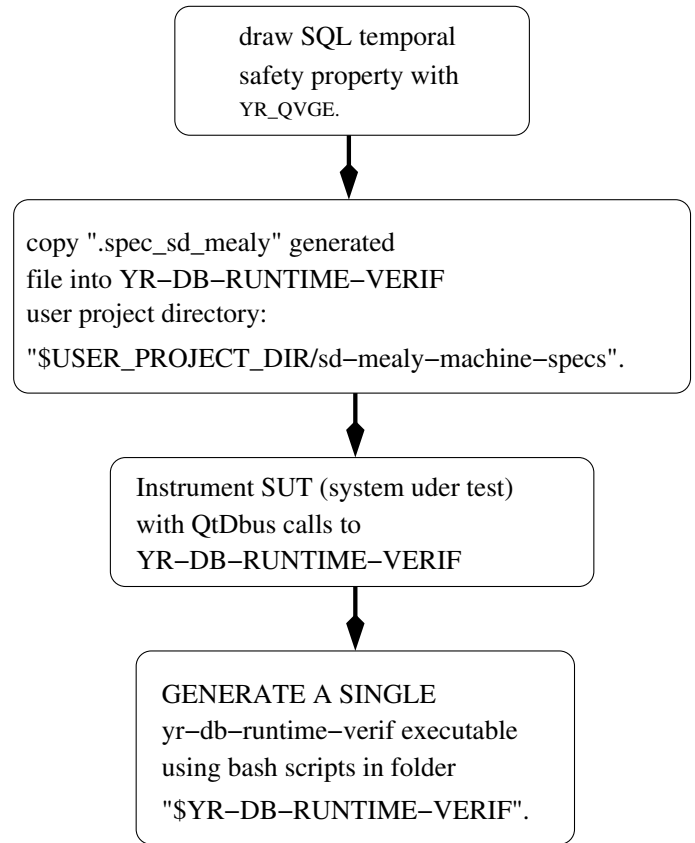 draw SQL temporal
safety property with
YR_QVGE.
copy ".spec_sd_mealy" generated
file into YR−DB−RUNTIME−VERIF
user project directory:
"$USER_PROJECT_DIR/sd−mealy−machine−specs".
Instrument SUT (system uder test)
with QtDbus calls to
YR−DB−RUNTIME−VERIF
GENERATE A SINGLE
yr−db−runtime−verif executable
using bash scripts in folder
"$YR−DB−RUNTIME−VERIF".